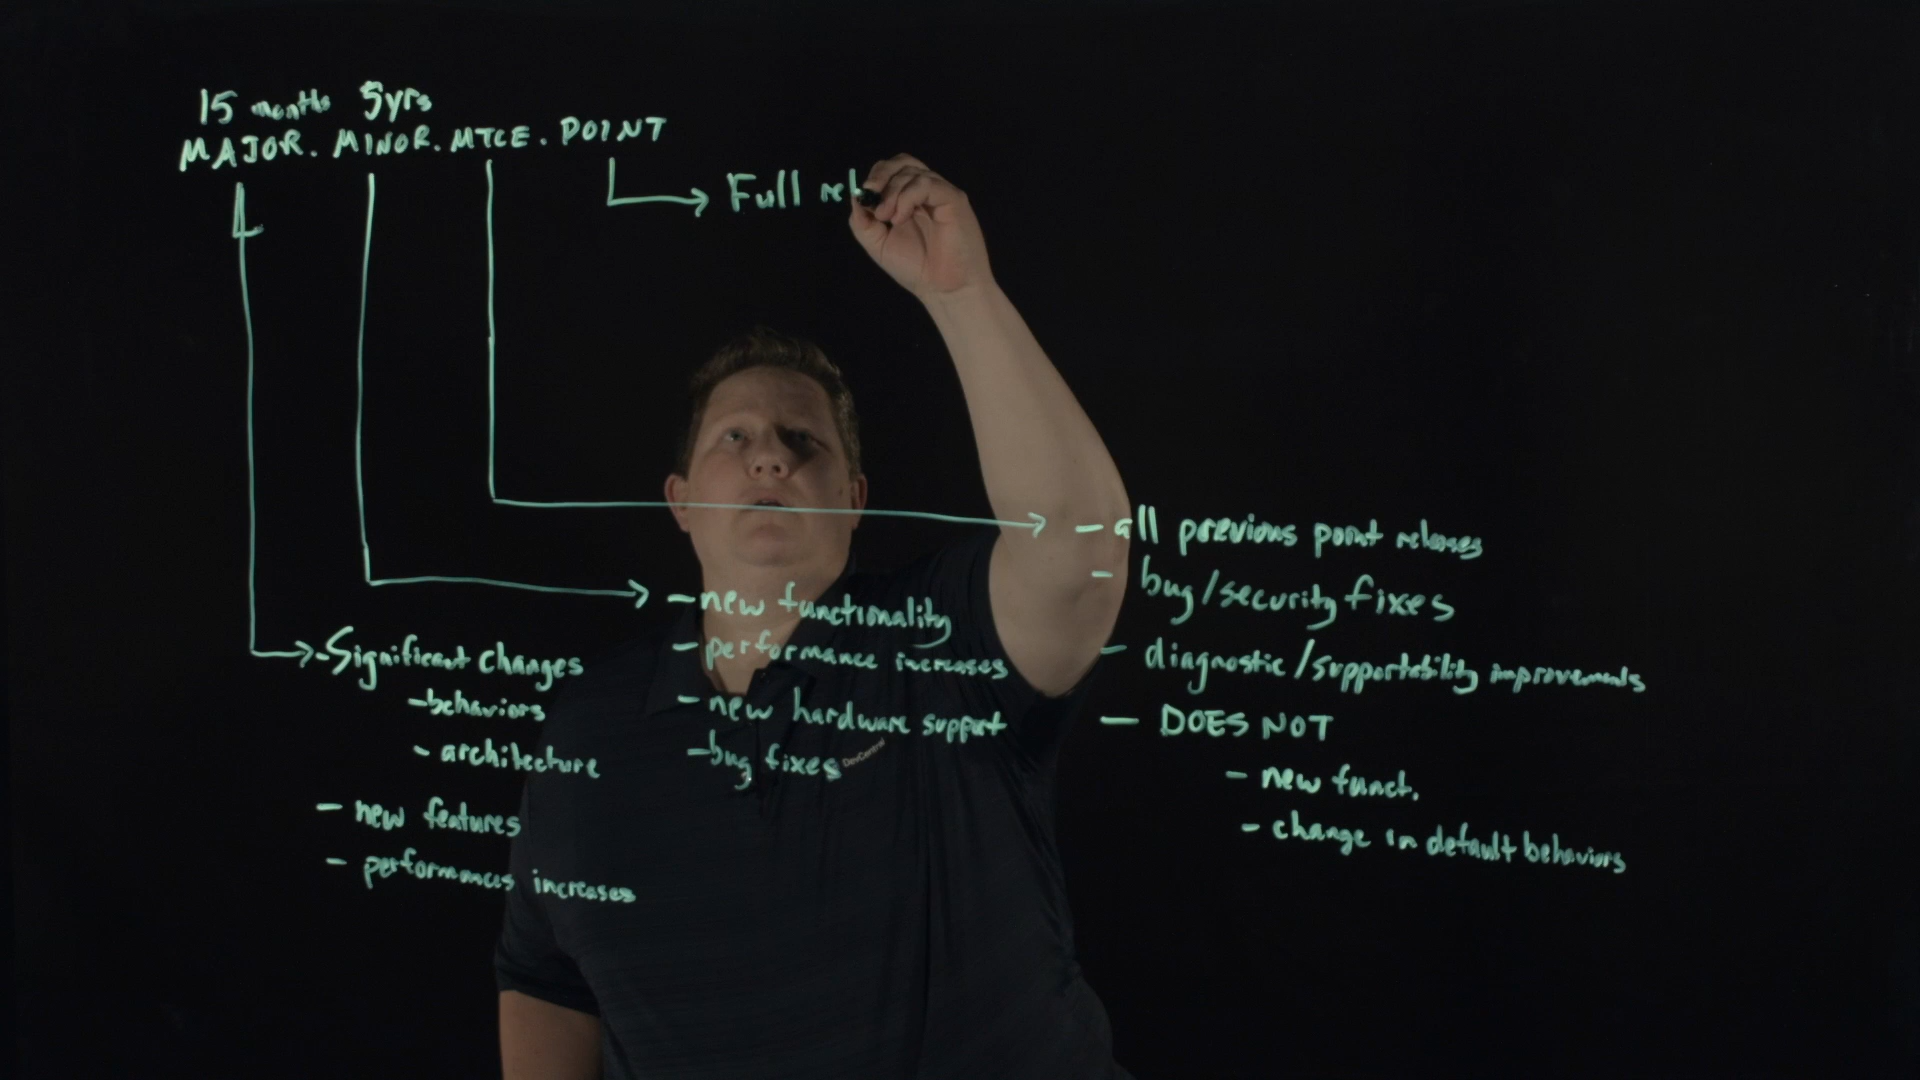 15 months 5yrs
MAJOR. MINOR. MTCE. POINT
Full rel
- all previous point releases
- bug/security fixes
- diagnostic/supportability improvements
- DOES NOT
- new funct.
- change in default behaviors
- new functionality
- performance increases
- new hardware support
- bug fixes
DevCentral
- Significant changes
- behaviors
- architecture
- new features
- performances increases